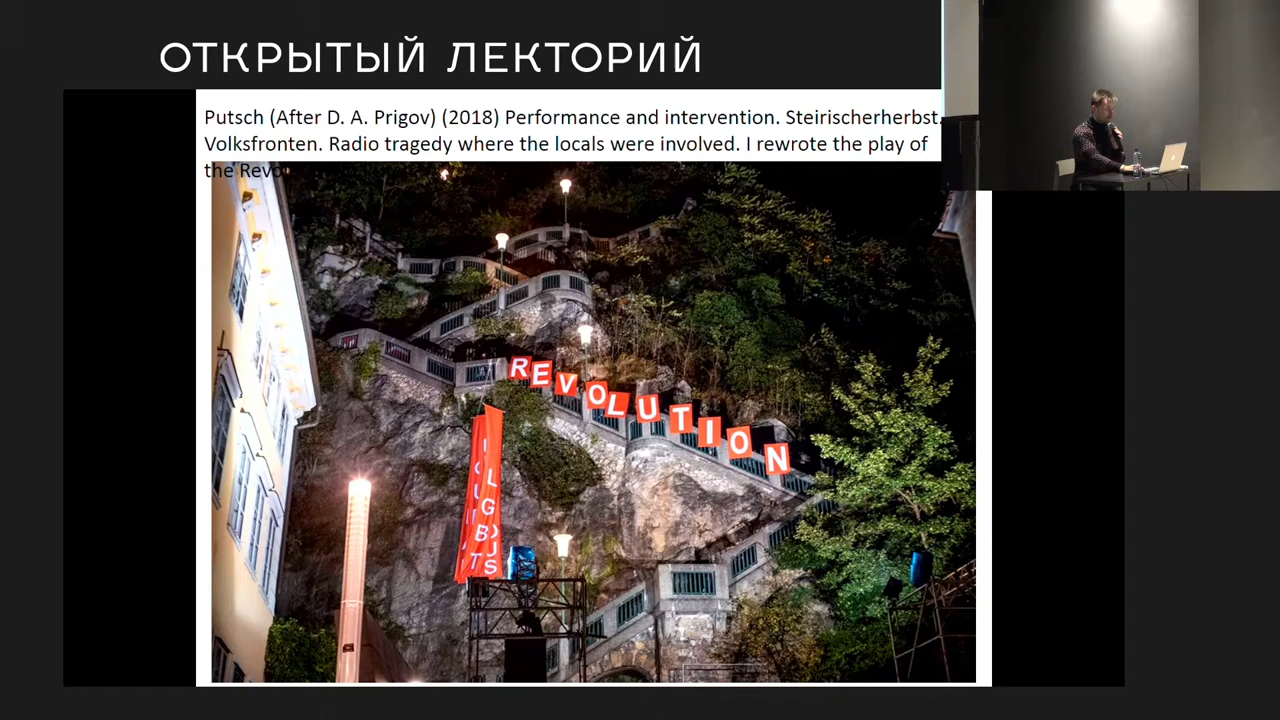 ОТКРЫТЫЙ ЛЕКТОРИЙ
Putsch (After D. A. Prigov) (2018) Performance and intervention. Steirischerherbst.
Volksfronten. Radio tragedy where the locals were involved. I rewrote the play of
the
REVOLUTION